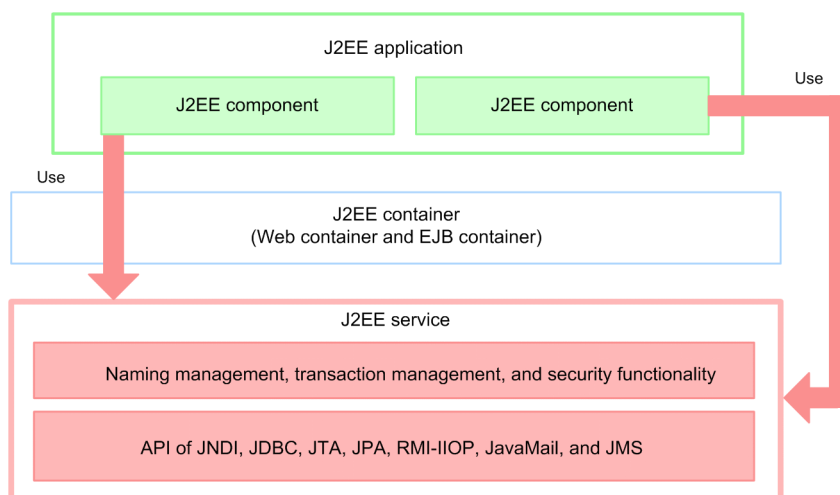 J2EE application
Use
J2EE component
J2EE component
Use
J2EE container
(Web container and EJB container)
J2EE service
Naming management, transaction management, and security functionality
API of JNDI, JDBC, JTA, JPA, RMI-IIOP, JavaMail, and JMS